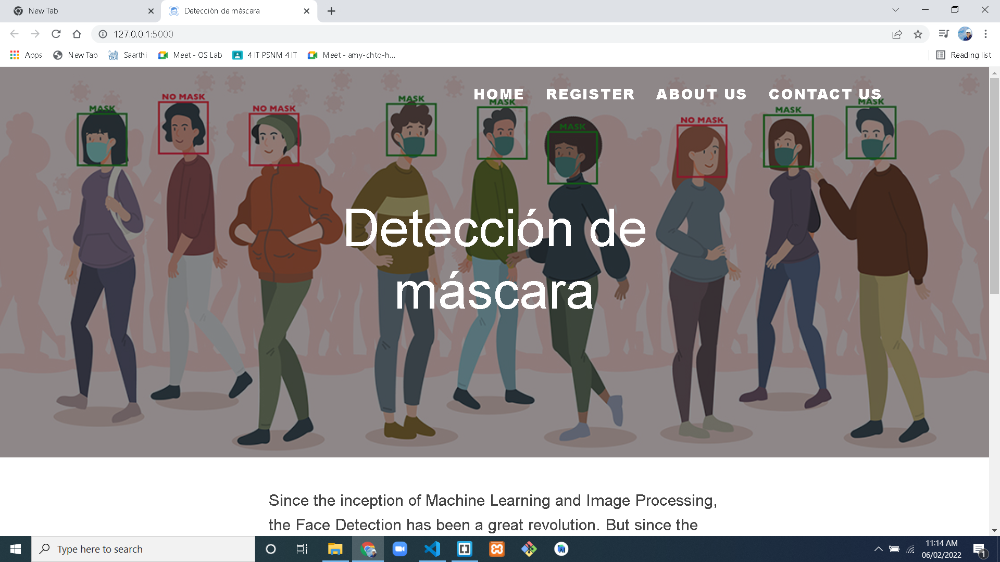 New Tab
Detección de máscara
127.0.0.1:5000
Apps
New Tab
Saarthi
Meet - OS Lab
4 IT PSNM 4 IT
Meet - amy-chtq-h...
Reading list
HOME REGISTER ABOUT US CONTACT US
MASK
NO MASK
NO MASK
MASK
MASK
MASK
NO MASK
MASK
MASK
Detección de
máscara
Since the inception of Machine Learning and Image Processing,
the Face Detection has been a great revolution. But since the
Type here to search
11:14 AM
06/02/2022
1